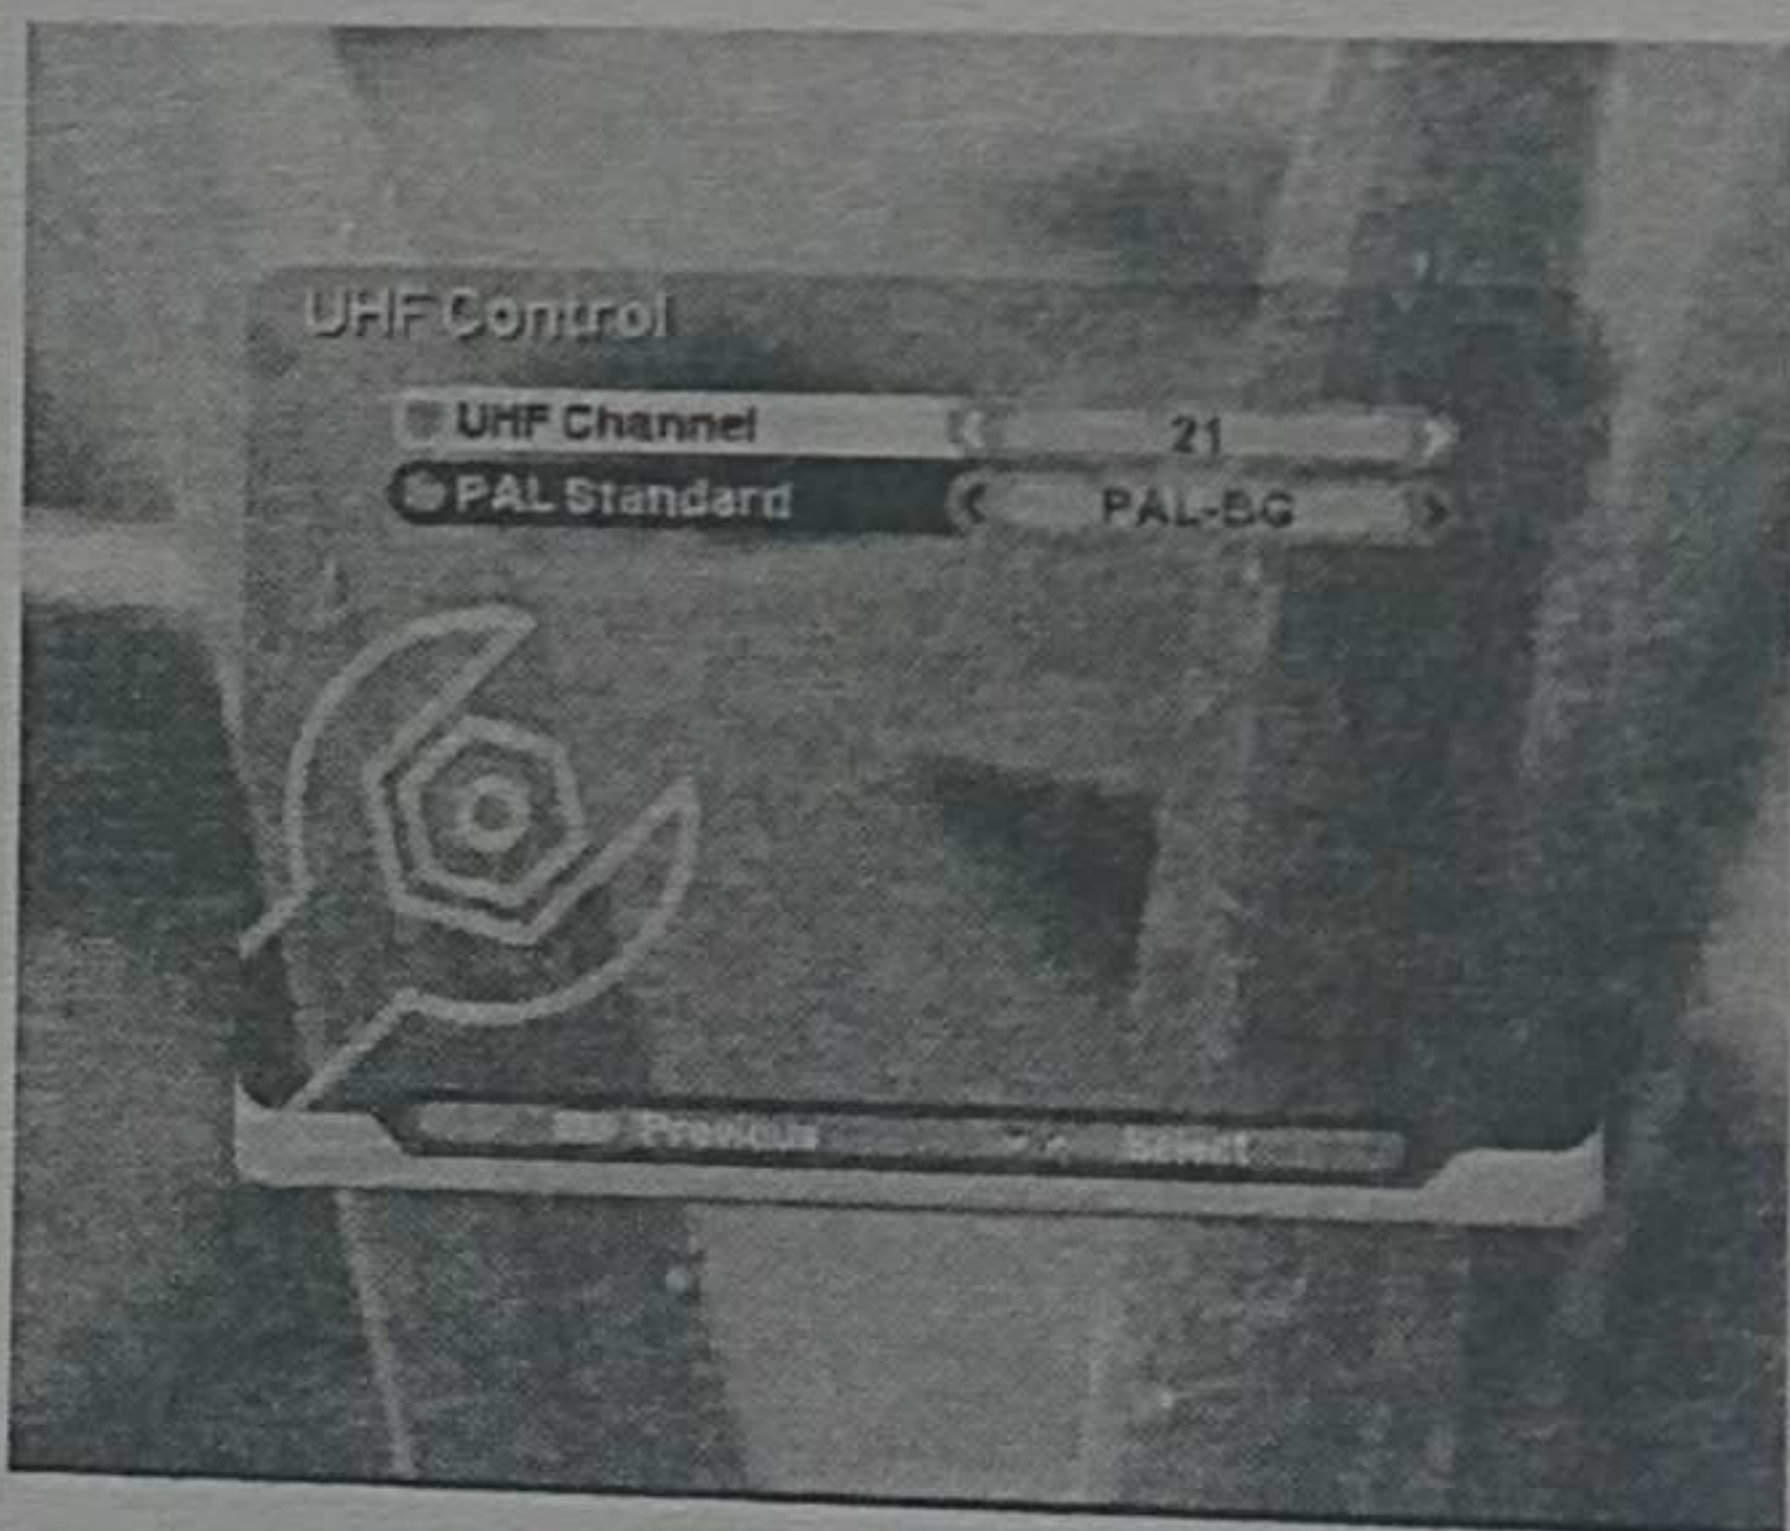 UHF Control
UHF Channel 21
PAL Standard PAL-BG
Previous Select